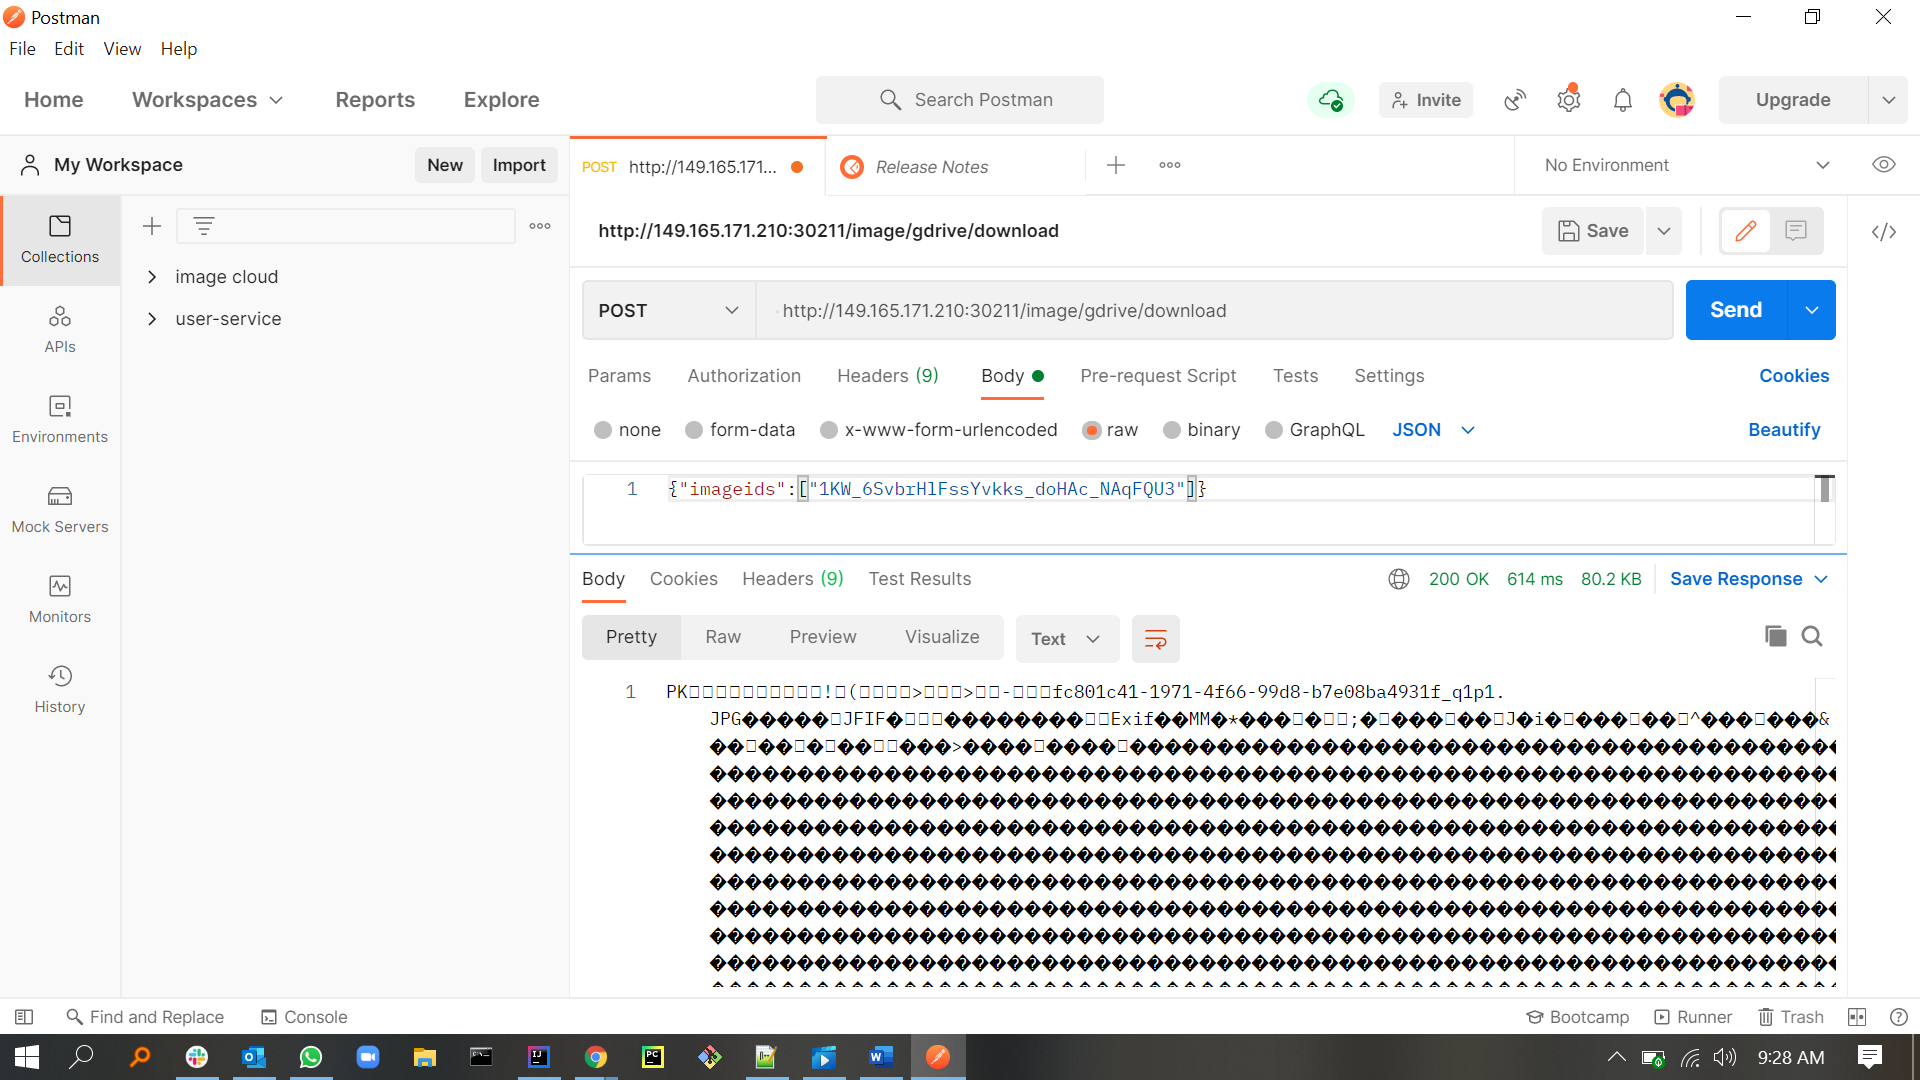 Postman
File Edit View Help
Home Workspaces Reports Explore Search Postman Invite Upgrade
My Workspace New Import
POST http://149.165.171... Release Notes No Environment
Collections
APIs
Environments
Mock Servers
Monitors
History
image cloud
user-service
http://149.165.171.210:30211/image/gdrive/download Save
POST http://149.165.171.210:30211/image/gdrive/download Send
Params Authorization Headers (9) Body Pre-request Script Tests Settings Cookies
none form-data x-www-form-urlencoded raw binary GraphQL JSON Beautify
1 {"imageids":["1KW_6SvbrHlFssYvkks_doHAc_NAqFQU3"]}
Body Cookies Headers (9) Test Results 200 OK 614 ms 80.2 KB Save Response
Pretty Raw Preview Visualize Text
1 PK !(>>-fc801c41-1971-4f66-99d8-b7e08ba4931f_q1p1.
JPG JFIF Exif MM * ; J i ^ &
>
Find and Replace Console Bootcamp Runner Trash
9:28 AM